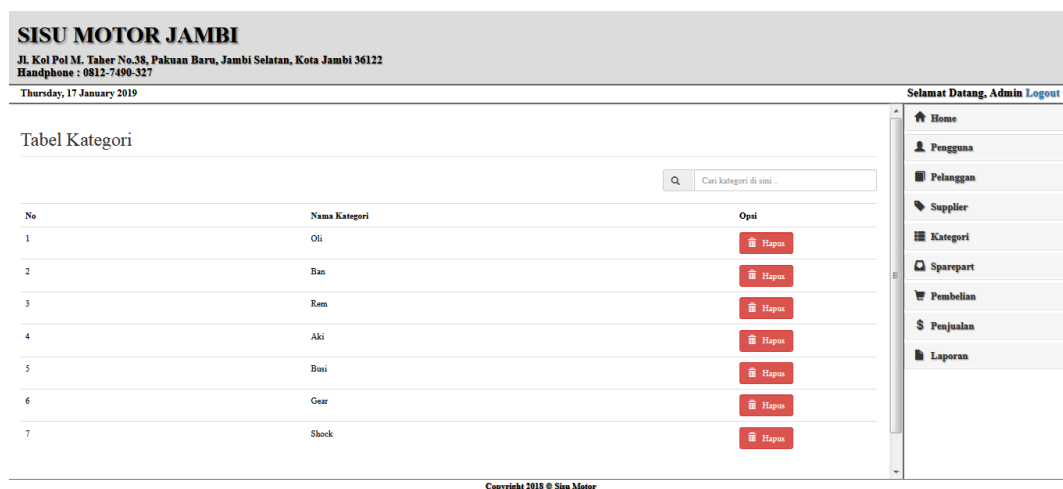 SISU MOTOR JAMBI
Jl. Kol Pol M. Taher No.38, Pakuan Baru, Jambi Selatan, Kota Jambi 36122
Handphone : 0812-7490-327
Thursday, 17 January 2019
Selamat Datang, Admin Logout
Tabel Kategori
Cari kategori di sini ..
No Nama Kategori Opsi
1 Oli Hapus
2 Ban Hapus
3 Rem Hapus
4 Aki Hapus
5 Busi Hapus
6 Gear Hapus
7 Shock Hapus
Home
Pengguna
Pelanggan
Supplier
Kategori
Sparepart
Pembelian
Penjualan
Laporan
Copyright 2018 © Sisu Motor